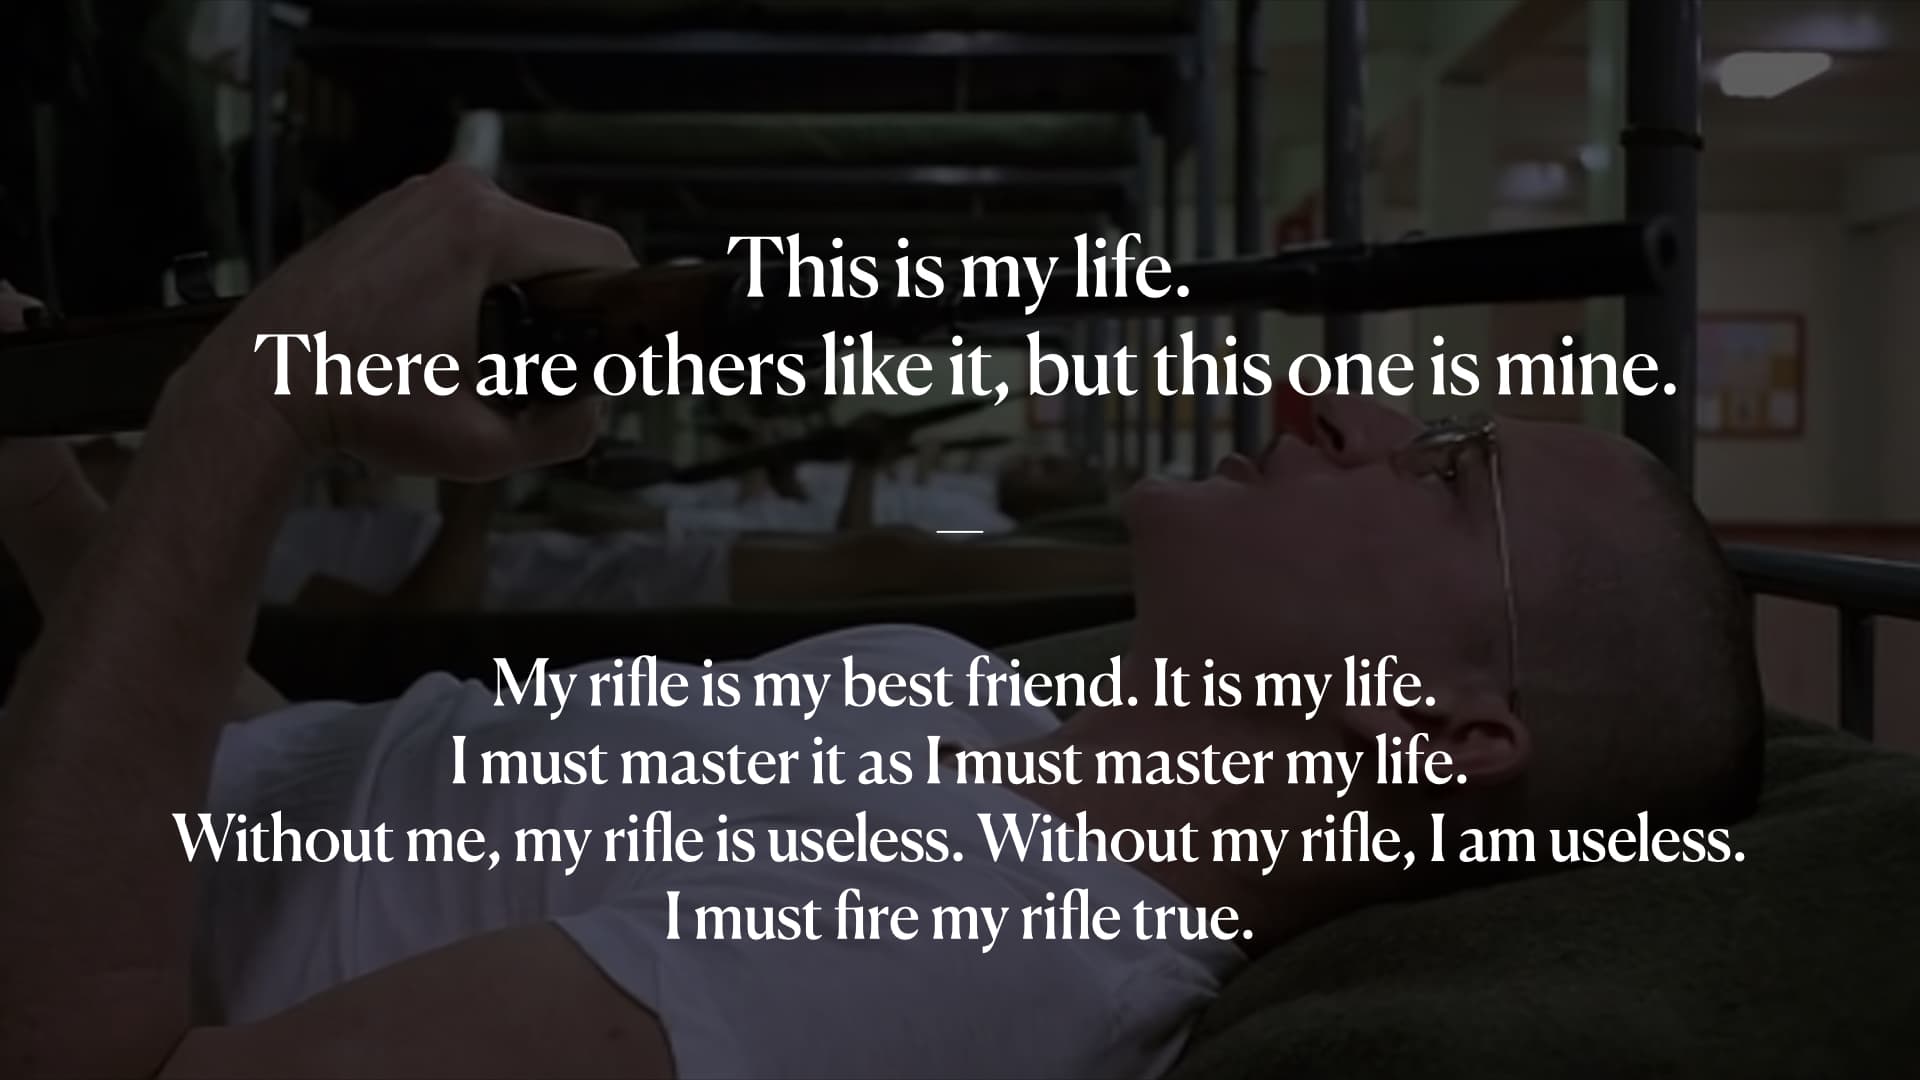 This is my life.
There are others like it, but this one is mine.
My rifle is my best friend. It is my life.
I must master it as I must master my life.
Without me, my rifle is useless. Without my rifle, I am useless.
I must fire my rifle true.